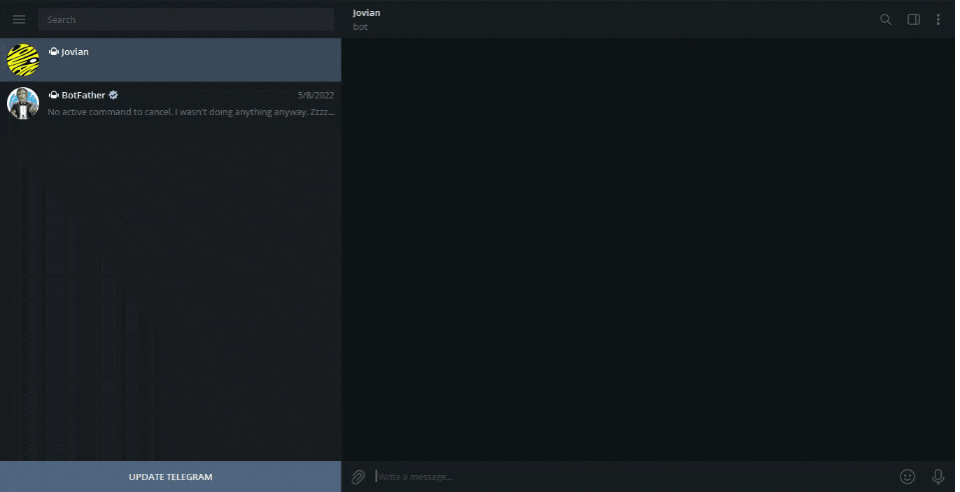 Search
Jovian
bot
Jovian
BotFather 5/8/2022
No active command to cancel. I wasn't doing anything anyway. Zzzz...
UPDATE TELEGRAM
Write a message...